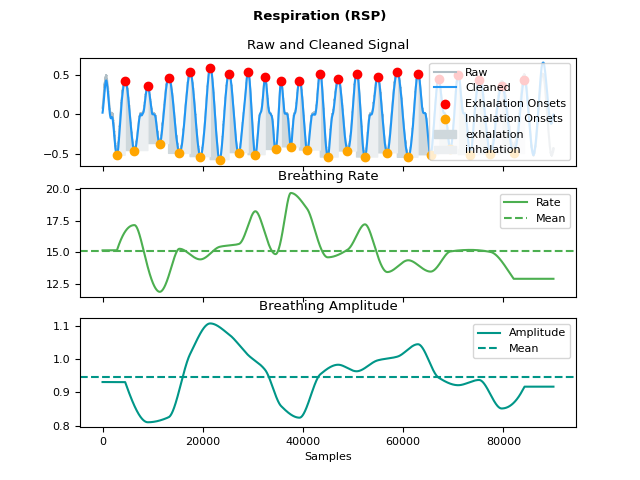 Respiration (RSP)
Raw and Cleaned Signal
0.5
0.0
−0.5
Raw
Cleaned
Exhalation Onsets
Inhalation Onsets
exhalation
inhalation
Breathing Rate
20.0
17.5
15.0
12.5
Rate
Mean
Breathing Amplitude
1.1
1.0
0.9
0.8
Amplitude
Mean
0 20000 40000 60000 80000
Samples